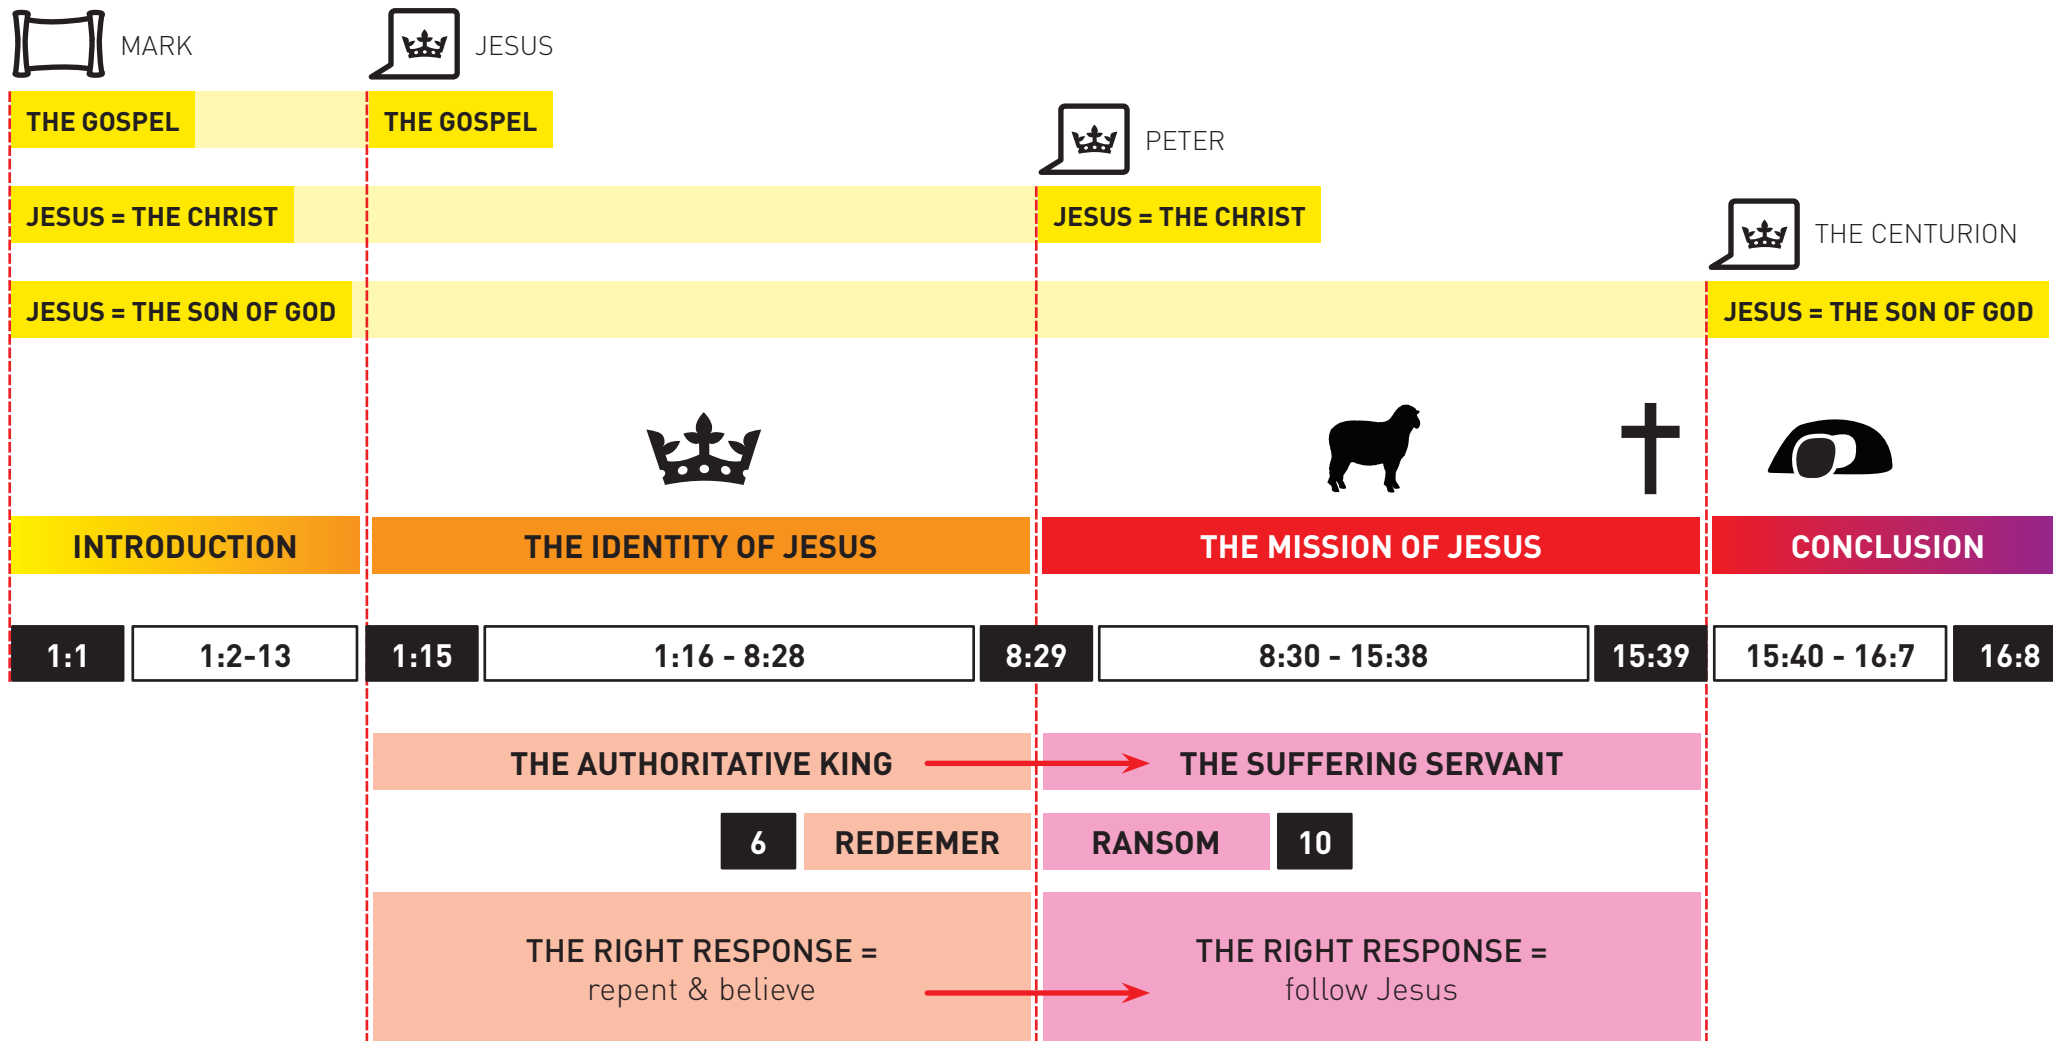 MARK
JESUS
THE GOSPEL
THE GOSPEL
PETER
JESUS = THE CHRIST
JESUS = THE CHRIST
THE CENTURION
JESUS = THE SON OF GOD
JESUS = THE SON OF GOD
INTRODUCTION
THE IDENTITY OF JESUS
THE MISSION OF JESUS
CONCLUSION
1:1
1:2-13
1:15
1:16 - 8:28
8:29
8:30 - 15:38
15:39
15:40 - 16:7
16:8
THE AUTHORITATIVE KING
THE SUFFERING SERVANT
6
REDEEMER
RANSOM
10
THE RIGHT RESPONSE =
repent & believe
THE RIGHT RESPONSE =
follow Jesus